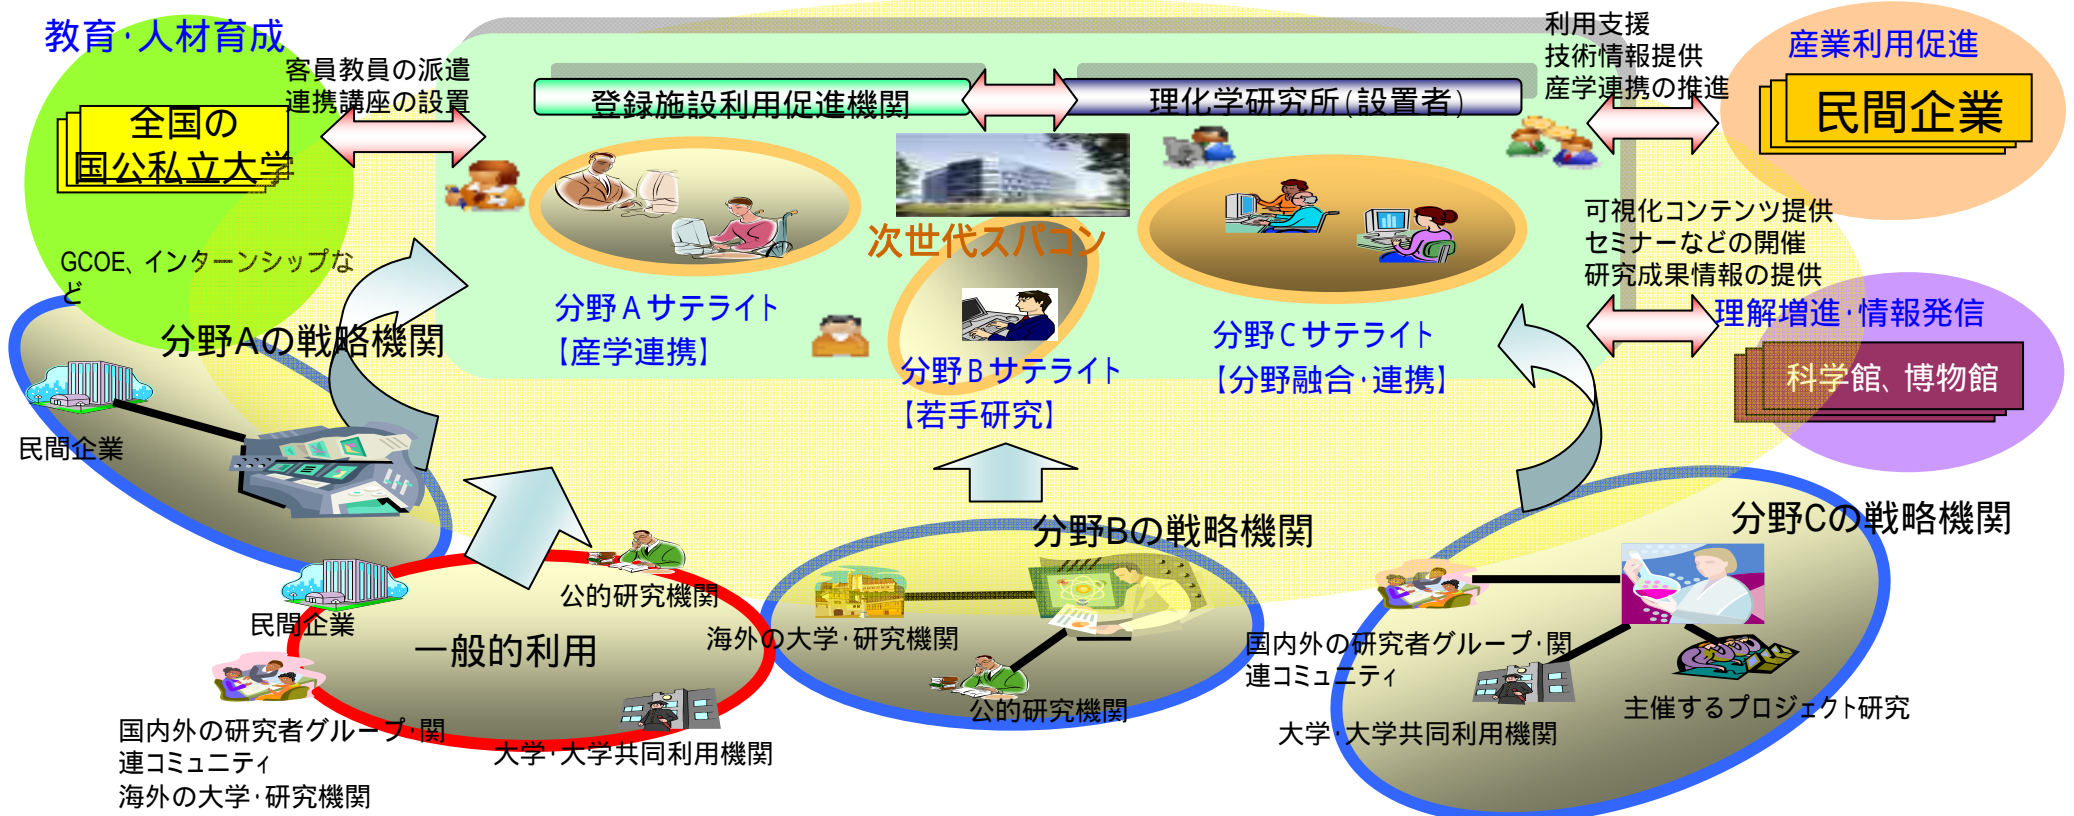 教育・人材育成
客員教員の派遣
連携講座の設置
全国の
国公私立大学
GCOE、インターンシップな
ど
登録施設利用促進機関
理化学研究所(設置者)
利用支援
技術情報提供
産学連携の推進
産業利用促進
民間企業
次世代スパコン
可視化コンテンツ提供
セミナーなどの開催
研究成果情報の提供
理解増進・情報発信
科学館、博物館
分野Aサテライト
【産学連携】
分野Bサテライト
【若手研究】
分野Cサテライト
【分野融合・連携】
分野Aの戦略機関
民間企業
分野Bの戦略機関
海外の大学・研究機関
公的研究機関
分野Cの戦略機関
国内外の研究者グループ・関
連コミュニティ
大学・大学共同利用機関
主催するプロジェクト研究
一般的利用
公的研究機関
民間企業
国内外の研究者グループ・関
連コミュニティ
海外の大学・研究機関
大学・大学共同利用機関